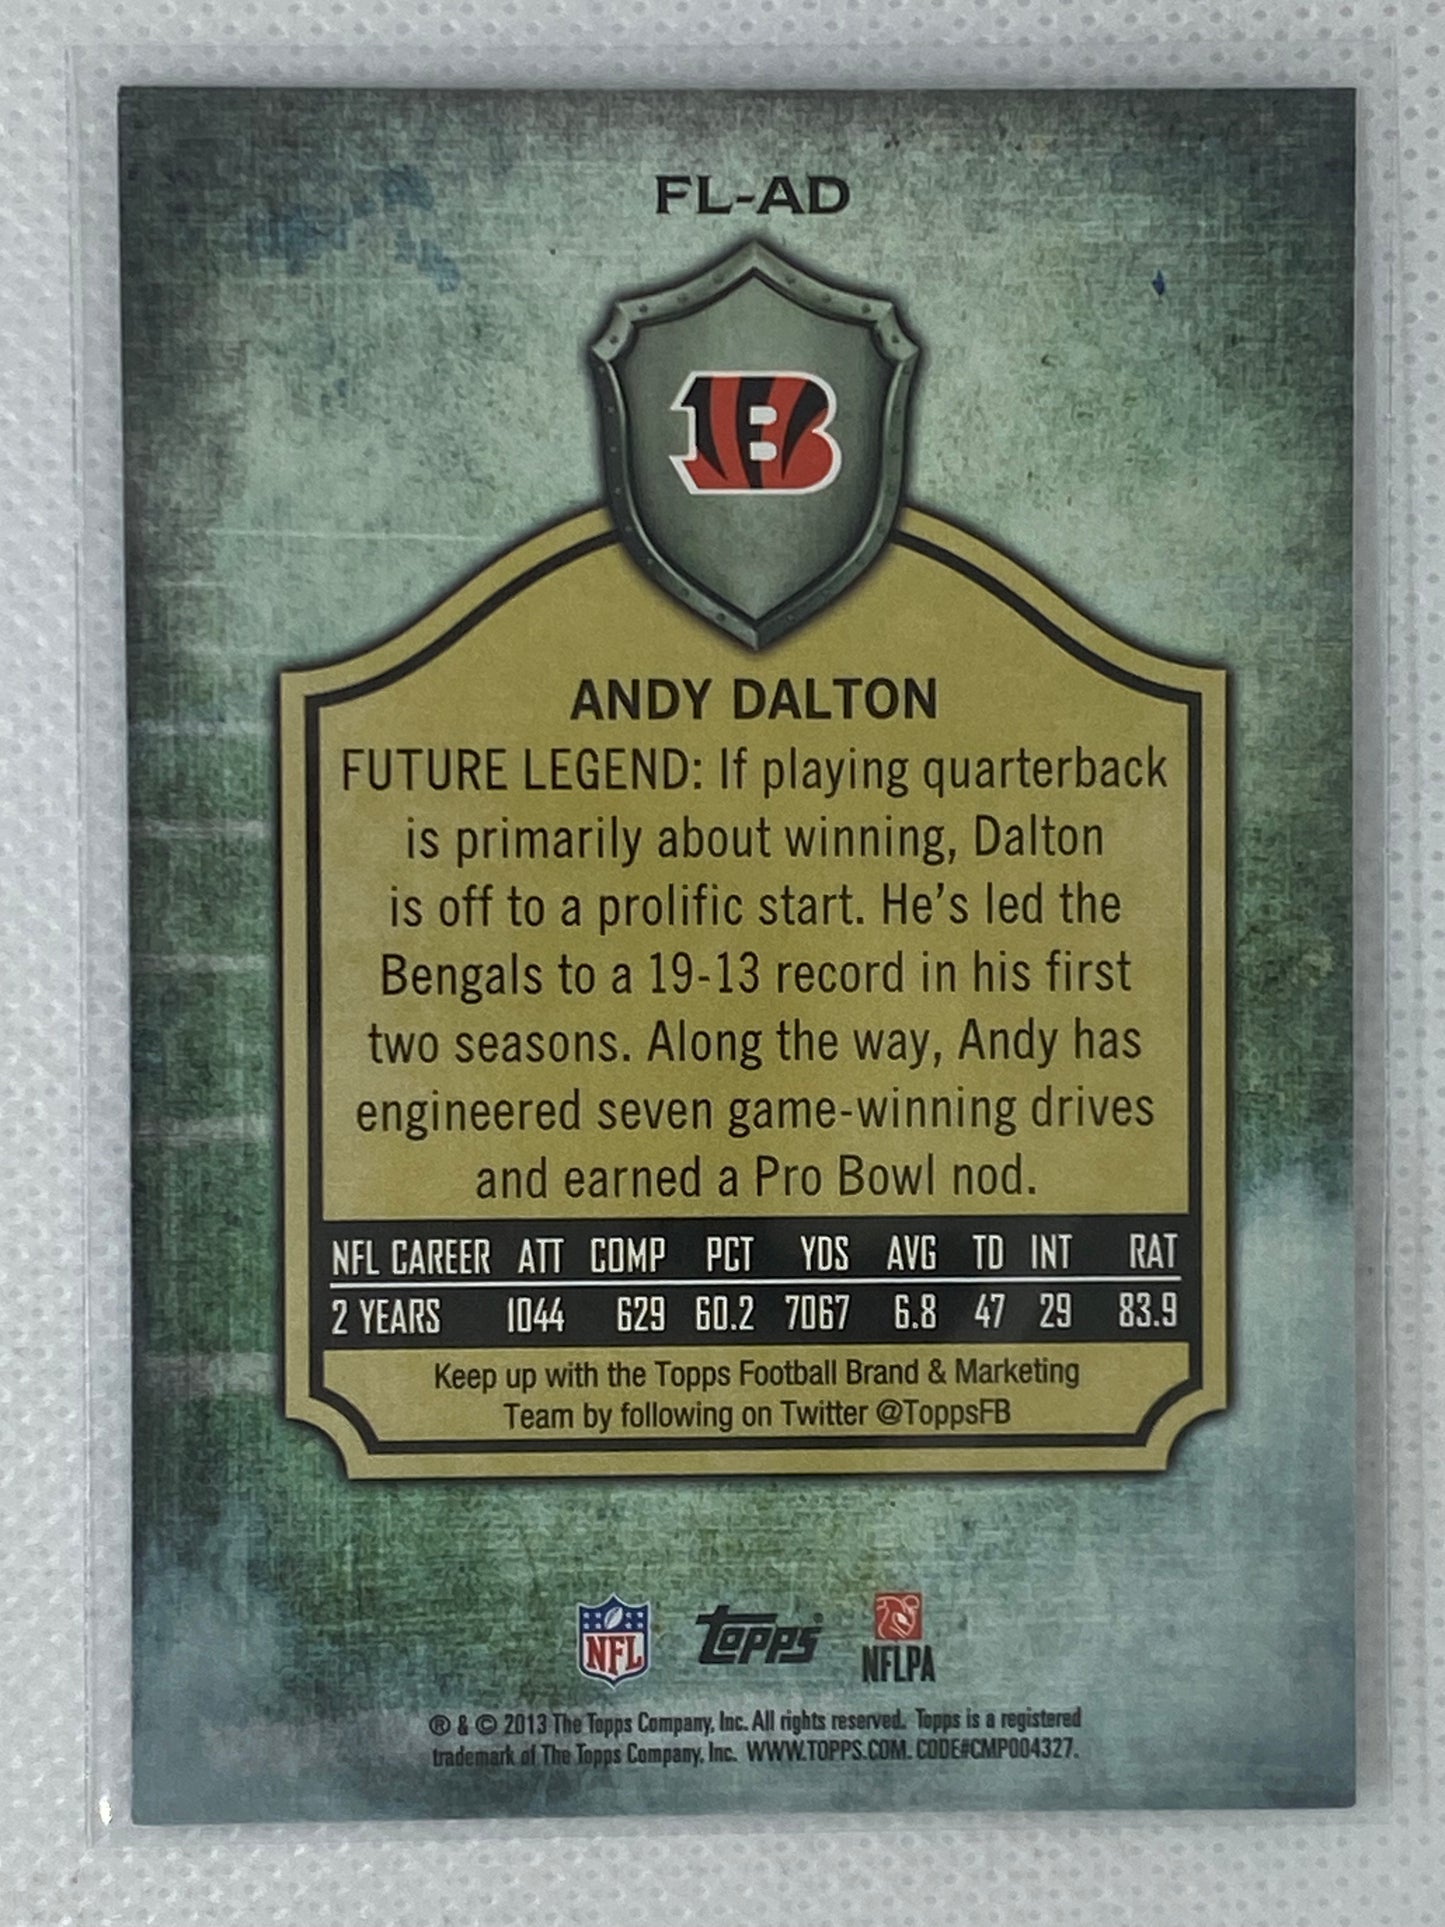 FL-AD
B
ANDY DALTON
FUTURE LEGEND: If playing quarterback
is primarily about winning, Dalton
is off to a prolific start. He's led the
Bengals to a 19-13 record in his first
two seasons. Along the way, Andy has
engineered seven game-winning drives
and earned a Pro Bowl nod.
NFL CAREER ATT COMP PCT YDS AVG TD INT RAT
2 YEARS 1044 629 60.2 7067 6.8 47 29 83.9
Keep up with the Topps Football Brand & Marketing
Team by following on Twitter @ToppsFB
NFL topps NFLPA
® & © 2013 The Topps Company, Inc. All rights reserved. Topps is a registered
trademark of The Topps Company, Inc. WWW.TOPPS.COM. CODE#CMP004327.